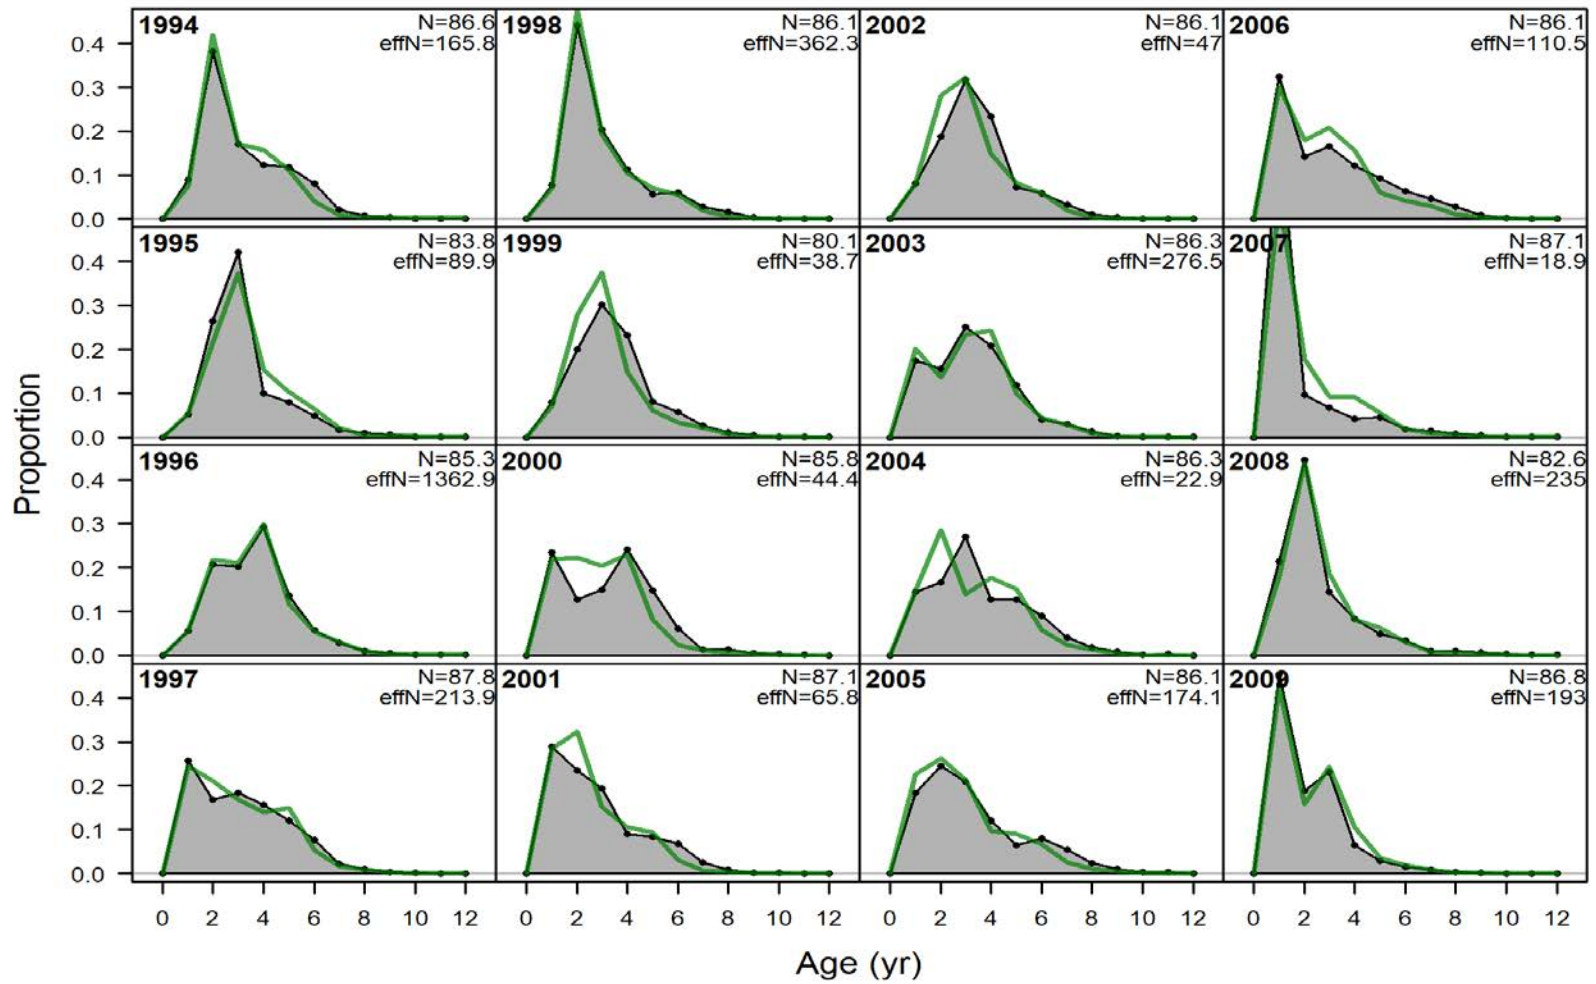 1994
N=86.6
effN=165.8
1998
N=86.1
effN=362.3
2002
N=86.1
effN=47
2006
N=86.1
effN=110.5
0.4
0.3
0.2
0.1
0.0
1995
N=83.8
effN=89.9
1999
N=80.1
effN=38.7
2003
N=86.3
effN=276.5
2007
N=87.1
effN=18.9
0.4
0.3
0.2
0.1
0.0
Proportion
1996
N=85.3
effN=1362.9
2000
N=85.8
effN=44.4
2004
N=86.3
effN=22.9
2008
N=82.6
effN=235
0.4
0.3
0.2
0.1
0.0
1997
N=87.8
effN=213.9
2001
N=87.1
effN=65.8
2005
N=86.1
effN=174.1
2009
N=86.8
effN=193
0.4
0.3
0.2
0.1
0.0
0 2 4 6 8 10 12 0 2 4 6 8 10 12 0 2 4 6 8 10 12 0 2 4 6 8 10 12
Age (yr)